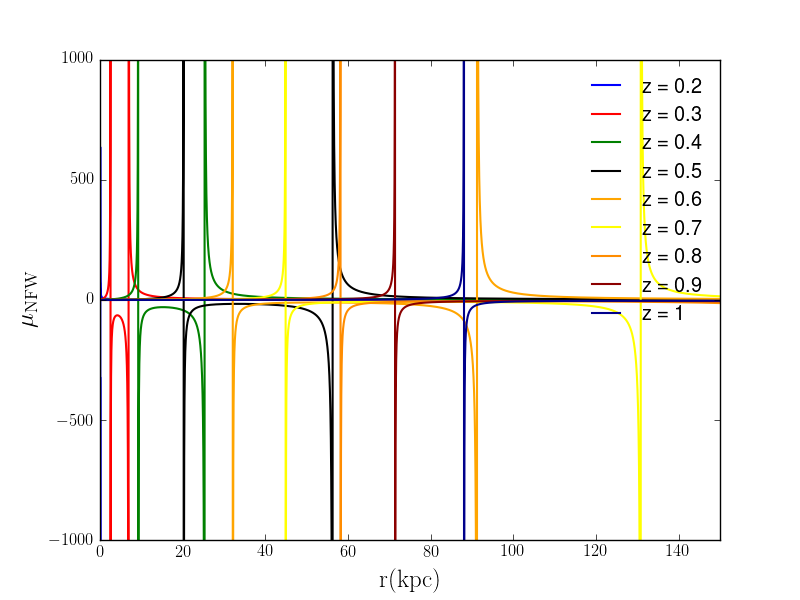 1000
500
0
−500
−1000
μNFW
0
20
40
60
80
100
120
140
r(kpc)
z = 0.2
z = 0.3
z = 0.4
z = 0.5
z = 0.6
z = 0.7
z = 0.8
z = 0.9
z = 1